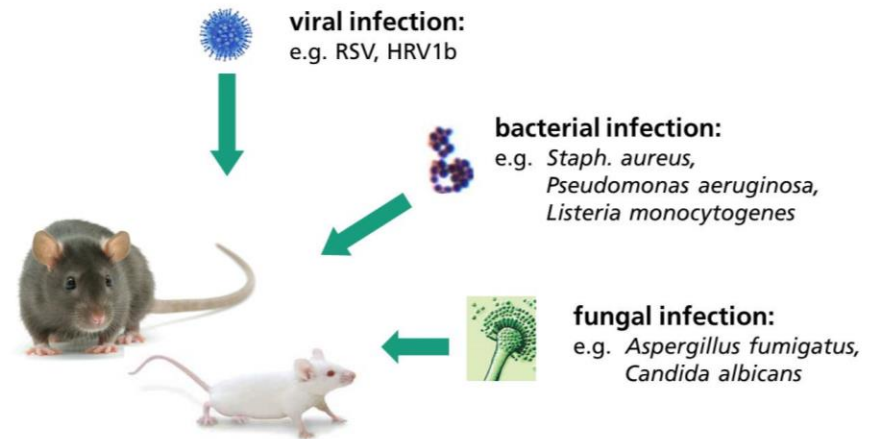 viral infection:
e.g. RSV, HRV1b
bacterial infection:
e.g. Staph. aureus,
Pseudomonas aeruginosa,
Listeria monocytogenes
fungal infection:
e.g. Aspergillus fumigatus,
Candida albicans